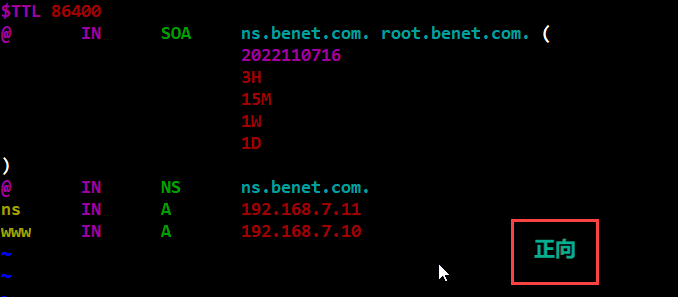 $TTL 86400
@ IN SOA ns.benet.com. root.benet.com. (
2022110716
3H
15M
1W
1D
)
@ IN NS ns.benet.com.
ns IN A 192.168.7.11
www IN A 192.168.7.10
~
~
正向